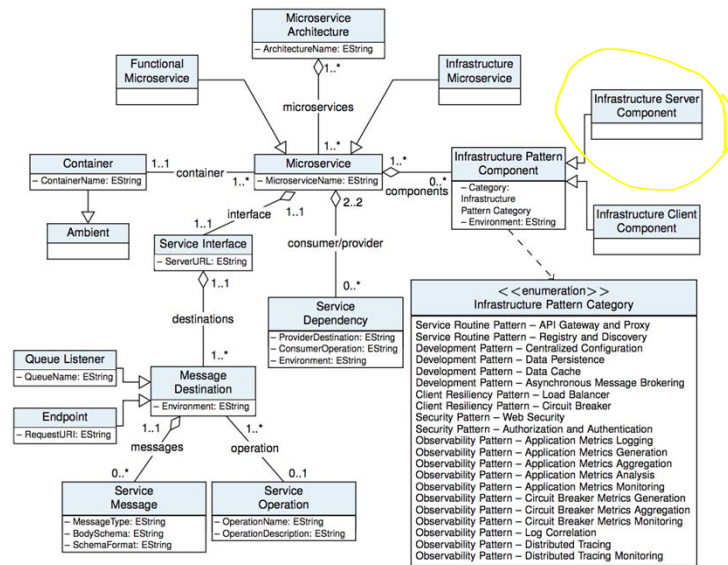 Microservice
Architecture
– ArchitectureName: EString
1..*
microservices
1..*
Functional
Microservice
Infrastructure
Microservice
Infrastructure Server
Component
Container
– ContainerName: EString
1..1
container
1..*
Microservice
– MicroserviceName: EString
1..*
components
0..*
Infrastructure Pattern
Component
– Category:
Infrastructure
Pattern Category
– Environment: EString
Infrastructure Client
Component
Ambient
interface
1..1
1..1
2..2
consumer/provider
0..*
Service Interface
– ServerURL: EString
1..1
destinations
1..*
Service
Dependency
– ProviderDestination: EString
– ConsumerOperation: EString
– Environment: EString
<<enumeration>>
Infrastructure Pattern Category
Service Routine Pattern – API Gateway and Proxy
Service Routine Pattern – Registry and Discovery
Development Pattern – Centralized Configuration
Development Pattern – Data Persistence
Development Pattern – Data Cache
Development Pattern – Asynchronous Message Brokering
Client Resiliency Pattern – Load Balancer
Client Resiliency Pattern – Circuit Breaker
Security Pattern – Web Security
Security Pattern – Authorization and Authentication
Observability Pattern – Application Metrics Logging
Observability Pattern – Application Metrics Generation
Observability Pattern – Application Metrics Aggregation
Observability Pattern – Application Metrics Analysis
Observability Pattern – Application Metrics Monitoring
Observability Pattern – Circuit Breaker Metrics Generation
Observability Pattern – Circuit Breaker Metrics Aggregation
Observability Pattern – Circuit Breaker Metrics Monitoring
Observability Pattern – Log Correlation
Observability Pattern – Distributed Tracing
Observability Pattern – Distributed Tracing Monitoring
Queue Listener
– QueueName: EString
Message
Destination
– Environment: EString
Endpoint
– RequestURI: EString
1..1
messages
0..*
1..*
operation
0..1
Service
Message
– MessageType: EString
– BodySchema: EString
– SchemaFormat: EString
Service
Operation
– OperationName: EString
– OperationDescription: EString